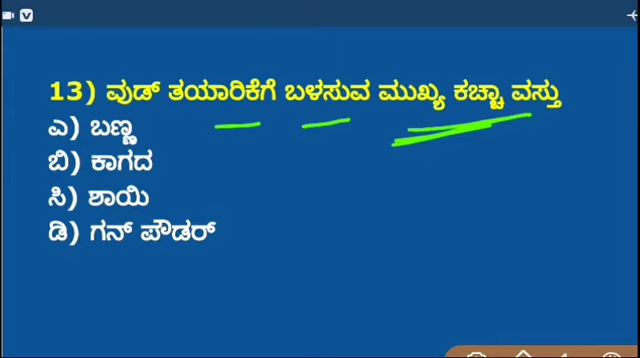 13) ವುಡ್ ತಯಾರಿಕೆಗೆ ಬಳಸುವ ಮುಖ್ಯ ಕಚ್ಚಾ ವಸ್ತು
ಎ) ಬಣ್ಣ
ಬಿ) ಕಾಗದ
ಸಿ) ಶಾಯಿ
ಡಿ) ಗನ್ ಪೌಡರ್